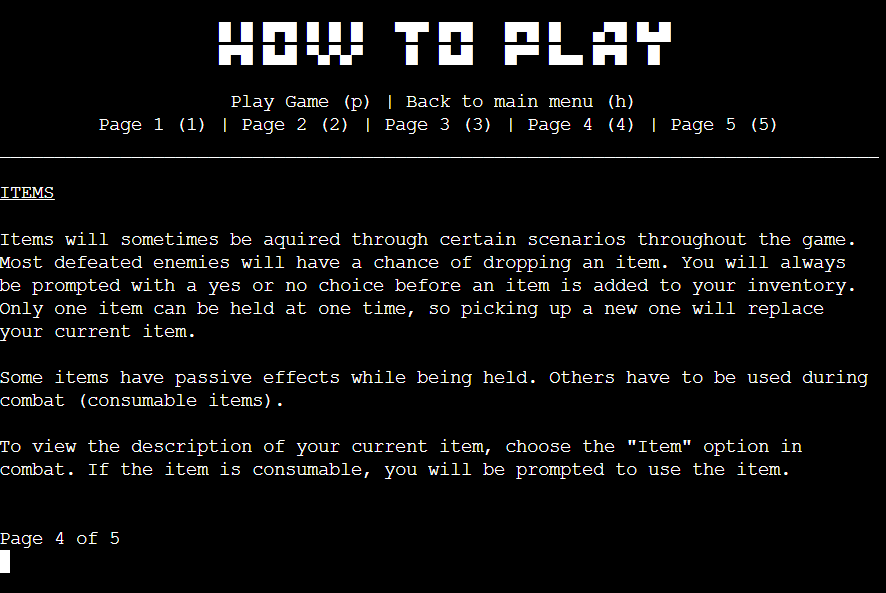 HOW TO PLAY
Play Game (p) | Back to main menu (h)
Page 1 (1) | Page 2 (2) | Page 3 (3) | Page 4 (4) | Page 5 (5)
ITEMS
Items will sometimes be aquired through certain scenarios throughout the game.
Most defeated enemies will have a chance of dropping an item. You will always
be prompted with a yes or no choice before an item is added to your inventory.
Only one item can be held at one time, so picking up a new one will replace
your current item.
Some items have passive effects while being held. Others have to be used during
combat (consumable items).
To view the description of your current item, choose the "Item" option in
combat. If the item is consumable, you will be prompted to use the item.
Page 4 of 5